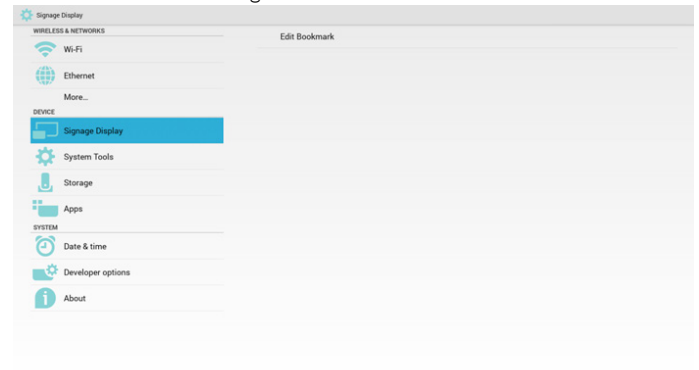 Signage Display
WIRELESS & NETWORKS
Wi-Fi
Ethernet
More...
DEVICE
Signage Display
System Tools
Storage
Apps
SYSTEM
Date & time
Developer options
About
Edit Bookmark